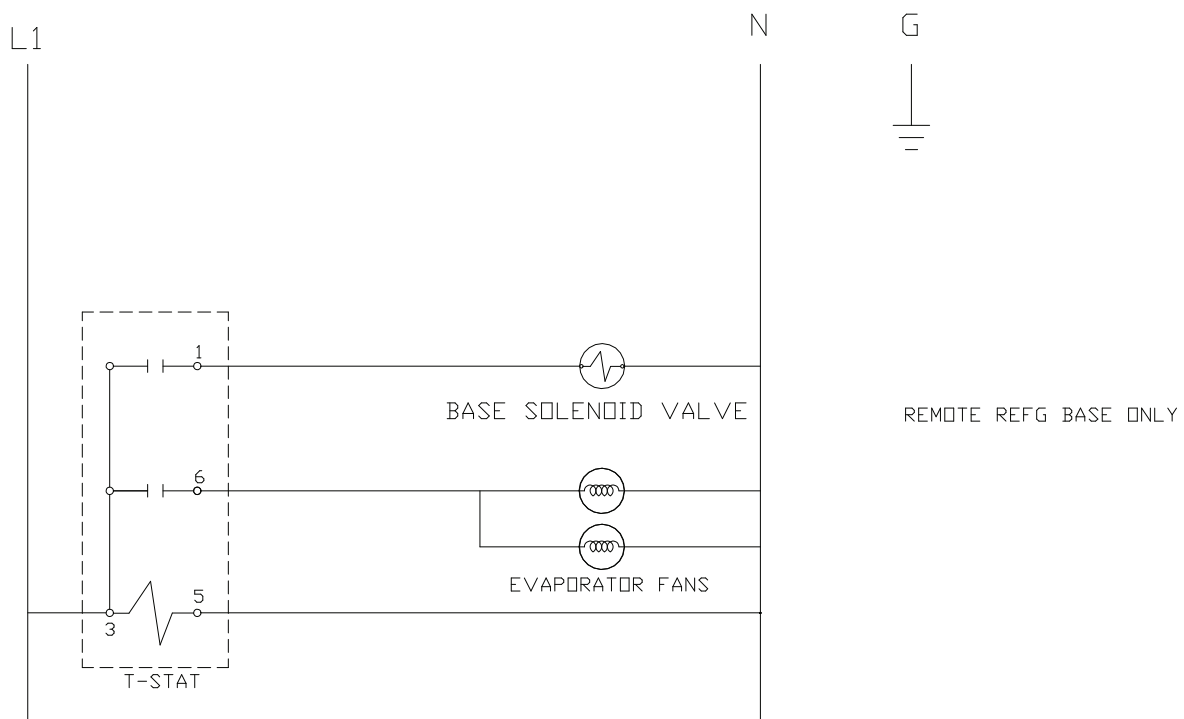 L1
N
G
1
BASE SOLENOID VALVE
REMOTE REFG BASE ONLY
6
EVAPORATOR FANS
5
3
T-STAT